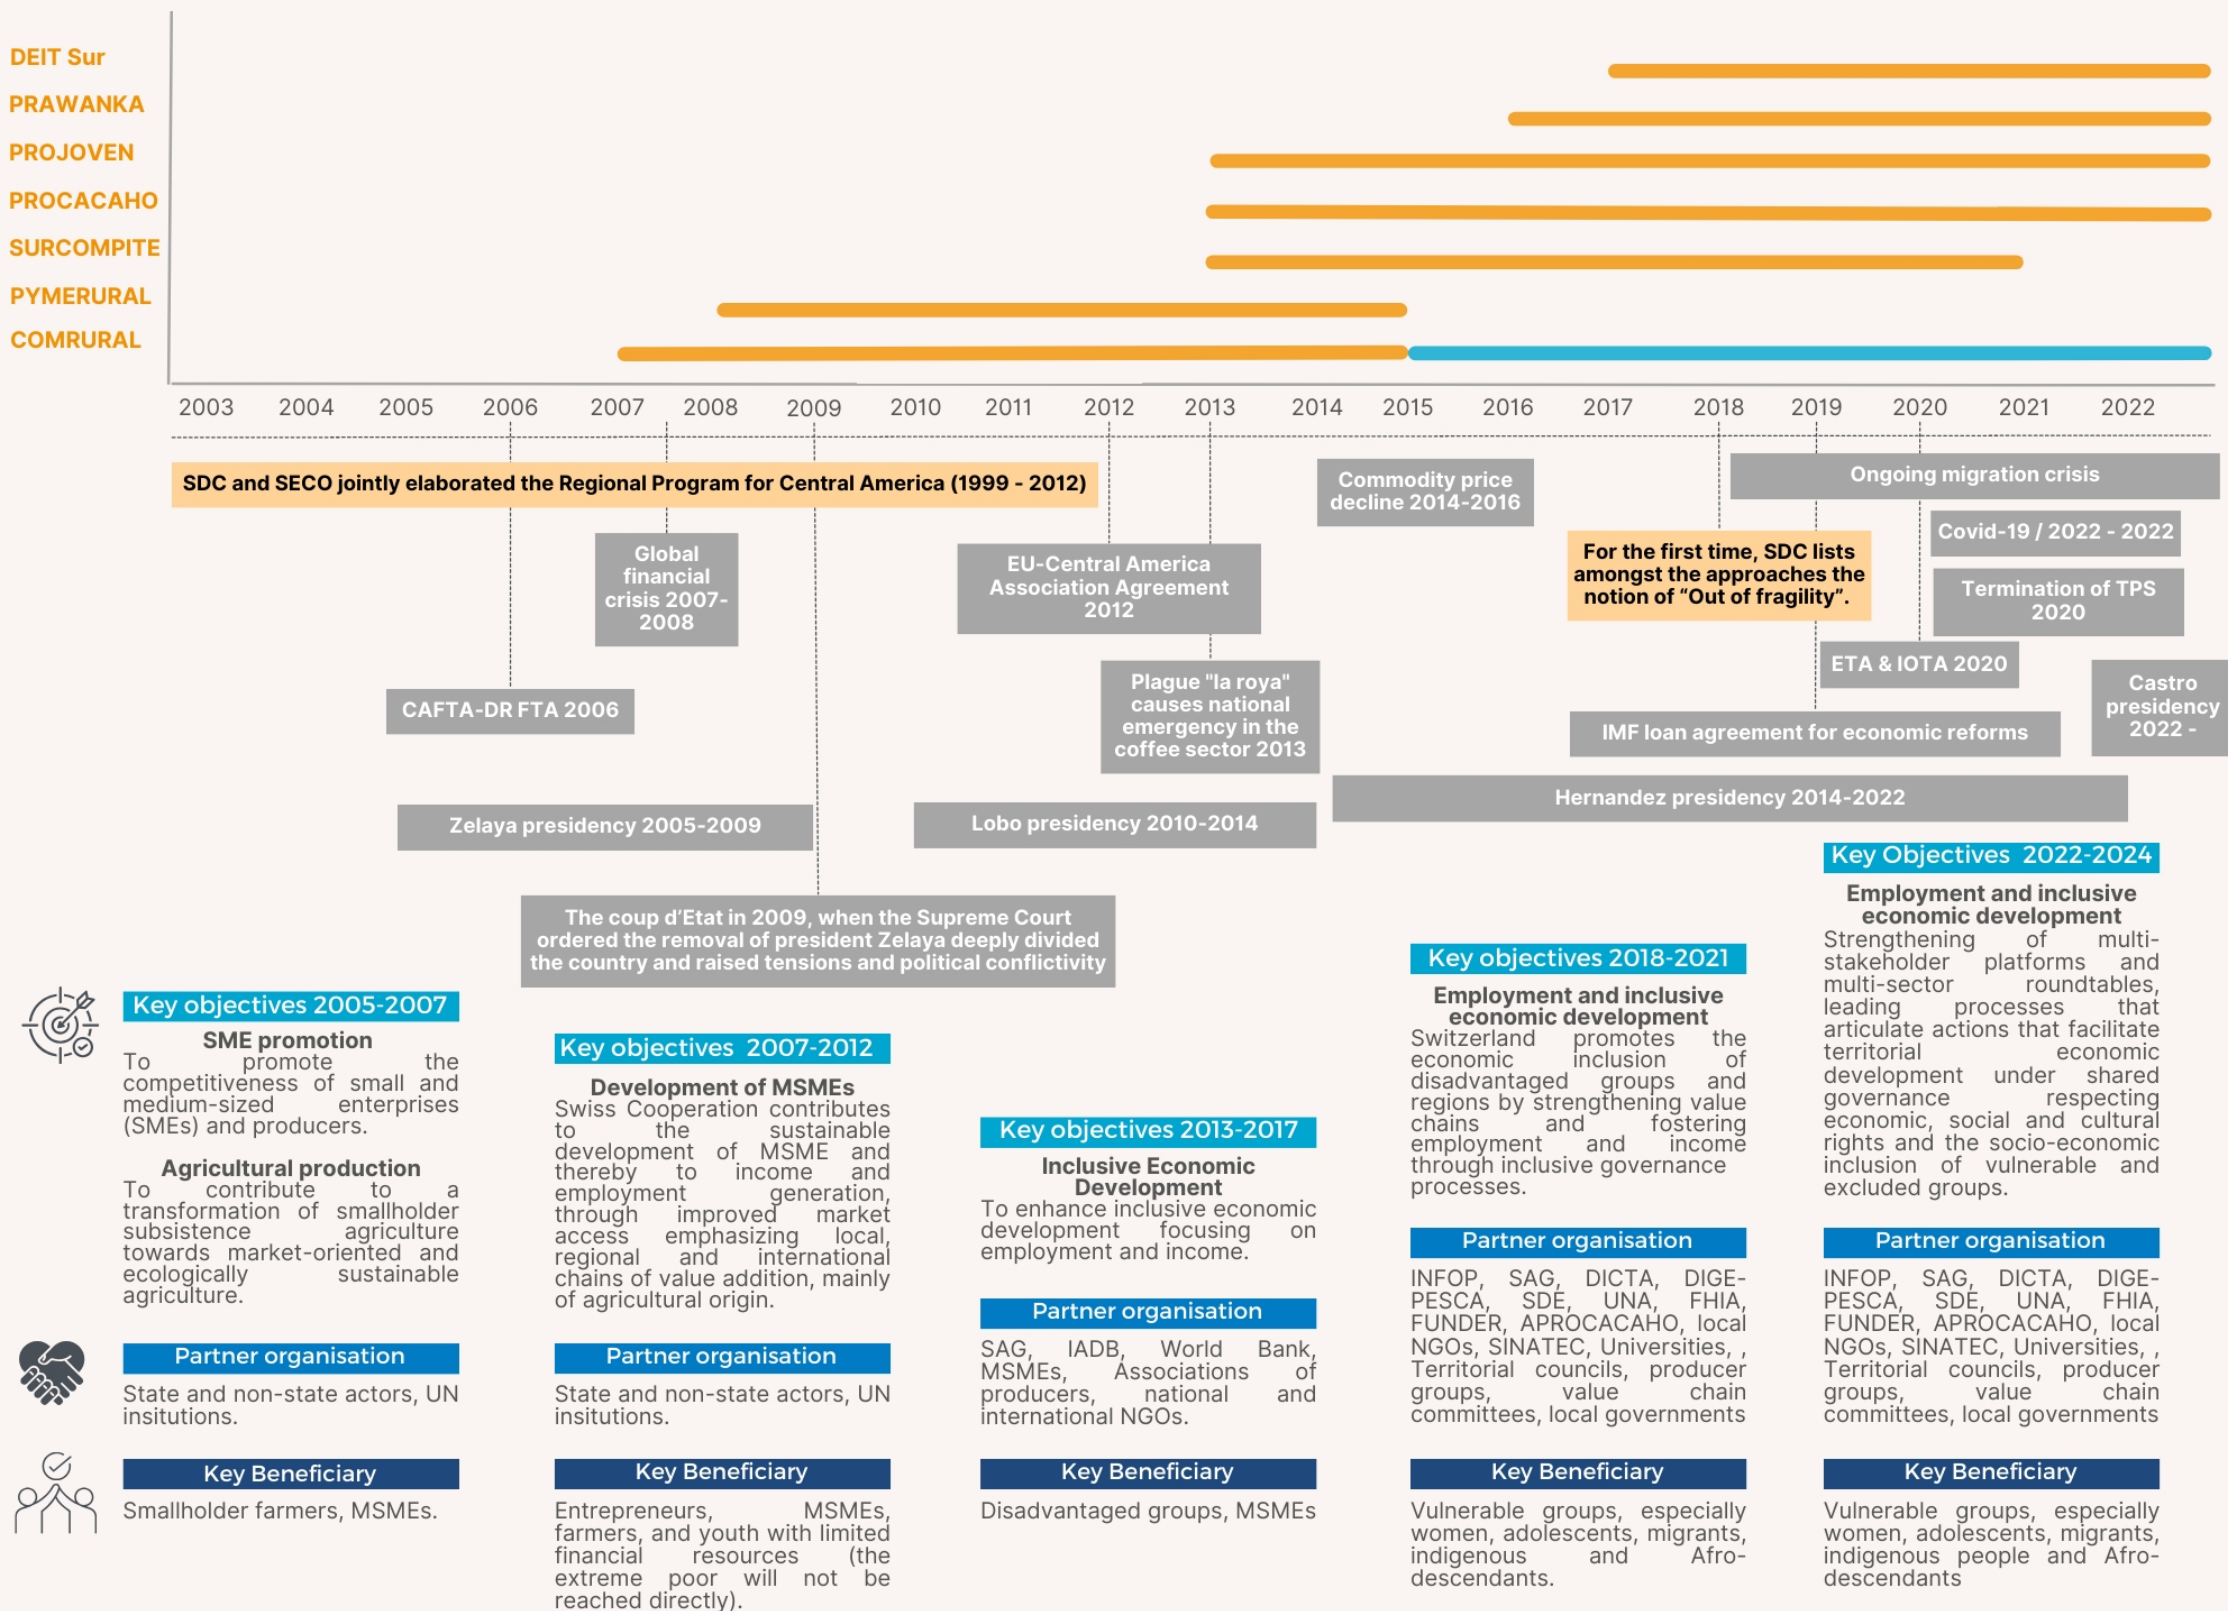 DEIT Sur
PRAWANKA
PROJOVEN
PROCACAHO
SURCOMPITE
PYMERURAL
COMRURAL
2003 2004 2005 2006 2007 2008 2009 2010 2011 2012 2013 2014 2015 2016 2017 2018 2019 2020 2021 2022
SDC and SECO jointly elaborated the Regional Program for Central America (1999 - 2012)
Commodity price
decline 2014-2016
Ongoing migration crisis
Covid-19 / 2022 - 2022
Global
financial
crisis 2007-
2008
EU-Central America
Association Agreement
2012
For the first time, SDC lists
amongst the approaches the
notion of “Out of fragility”.
Termination of TPS
2020
ETA & IOTA 2020
CAFTA-DR FTA 2006
Plague "la roya"
causes national
emergency in the
coffee sector 2013
IMF loan agreement for economic reforms
Castro
presidency
2022 -
Zelaya presidency 2005-2009
Lobo presidency 2010-2014
Hernandez presidency 2014-2022
The coup d’Etat in 2009, when the Supreme Court
ordered the removal of president Zelaya deeply divided
the country and raised tensions and political conflictivity
Key objectives 2005-2007
SME promotion
To promote the
competitiveness of small and
medium-sized enterprises
(SMEs) and producers.
Agricultural production
To contribute to a
transformation of smallholder
subsistence agriculture
towards market-oriented and
ecologically sustainable
agriculture.
Partner organisation
State and non-state actors, UN
insitutions.
Key Beneficiary
Smallholder farmers, MSMEs.
Key objectives 2007-2012
Development of MSMEs
Swiss Cooperation contributes
to the sustainable
development of MSME and
thereby to income and
employment generation,
through improved market
access emphasizing local,
regional and international
chains of value addition, mainly
of agricultural origin.
Partner organisation
State and non-state actors, UN
insitutions.
Key Beneficiary
Entrepreneurs, MSMEs,
farmers, and youth with limited
financial resources (the
extreme poor will not be
reached directly).
Key objectives 2013-2017
Inclusive Economic
Development
To enhance inclusive economic
development focusing on
employment and income.
Partner organisation
SAG, IADB, World Bank,
MSMEs, Associations of
producers, national and
international NGOs.
Key Beneficiary
Disadvantaged groups, MSMEs
Key objectives 2018-2021
Employment and inclusive
economic development
Switzerland promotes the
economic inclusion of
disadvantaged groups and
regions by strengthening value
chains and fostering
employment and income
through inclusive governance
processes.
Partner organisation
INFOP, SAG, DICTA, DIGE-
PESCA, SDE, UNA, FHIA,
FUNDER, APROCACAHO, local
NGOs, SINATEC, Universities, ,
Territorial councils, producer
groups, value chain
committees, local governments
Key Beneficiary
Vulnerable groups, especially
women, adolescents, migrants,
indigenous and Afro-
descendants.
Key Objectives 2022-2024
Employment and inclusive
economic development
Strengthening of multi-
stakeholder platforms and
multi-sector roundtables,
leading processes that
articulate actions that facilitate
territorial economic
development under shared
governance respecting
economic, social and cultural
rights and the socio-economic
inclusion of vulnerable and
excluded groups.
Partner organisation
INFOP, SAG, DICTA, DIGE-
PESCA, SDE, UNA, FHIA,
FUNDER, APROCACAHO, local
NGOs, SINATEC, Universities, ,
Territorial councils, producer
groups, value chain
committees, local governments
Key Beneficiary
Vulnerable groups, especially
women, adolescents, migrants,
indigenous people and Afro-
descendants